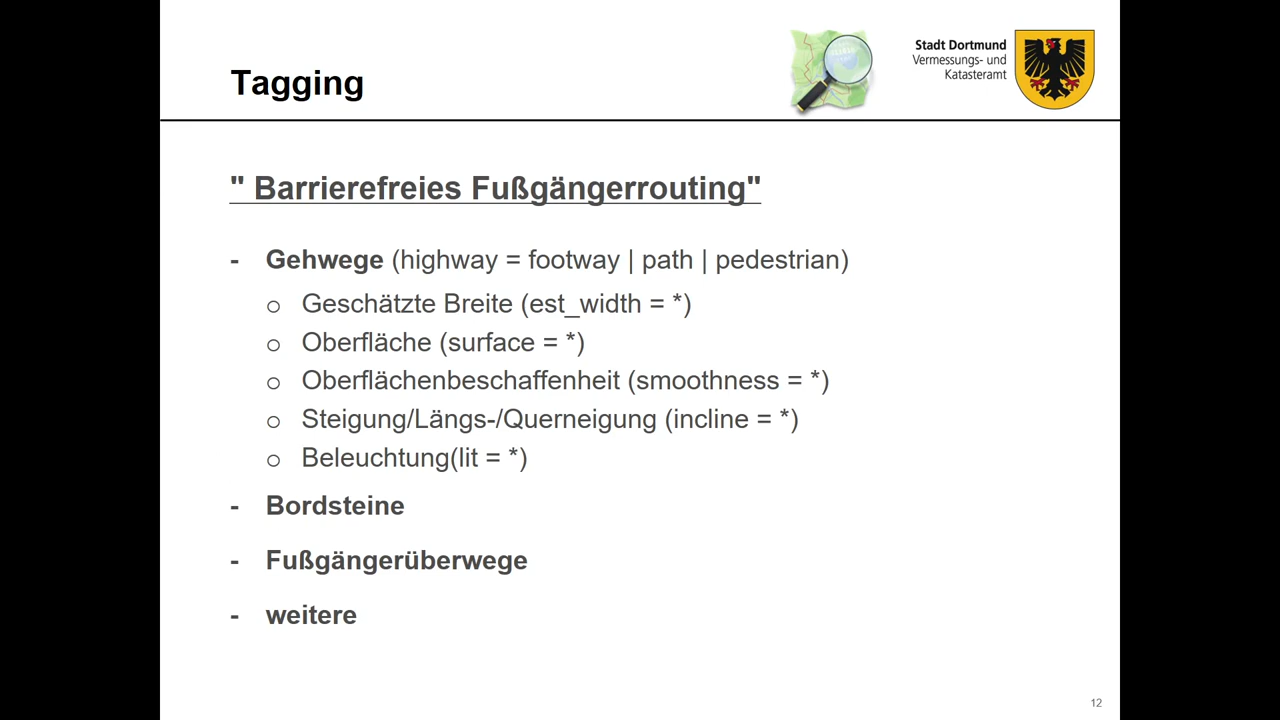 Tagging
Stadt Dortmund
Vermessungs- und
Katasteramt
" Barrierefreies Fußgängerrouting"
- Gehwege (highway = footway | path | pedestrian)
o Geschätzte Breite (est_width = *)
o Oberfläche (surface = *)
o Oberflächenbeschaffenheit (smoothness = *)
o Steigung/Längs-/Querneigung (incline = *)
o Beleuchtung(lit = *)
- Bordsteine
- Fußgängerüberwege
- weitere
12